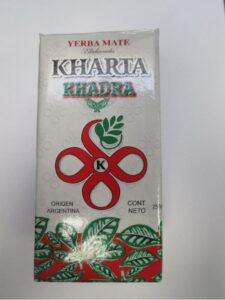 YERBA MATE
Elaborada
KHARTA
KHADRA
K
ORIGEN
ARGENTINA
CONT.
NETO